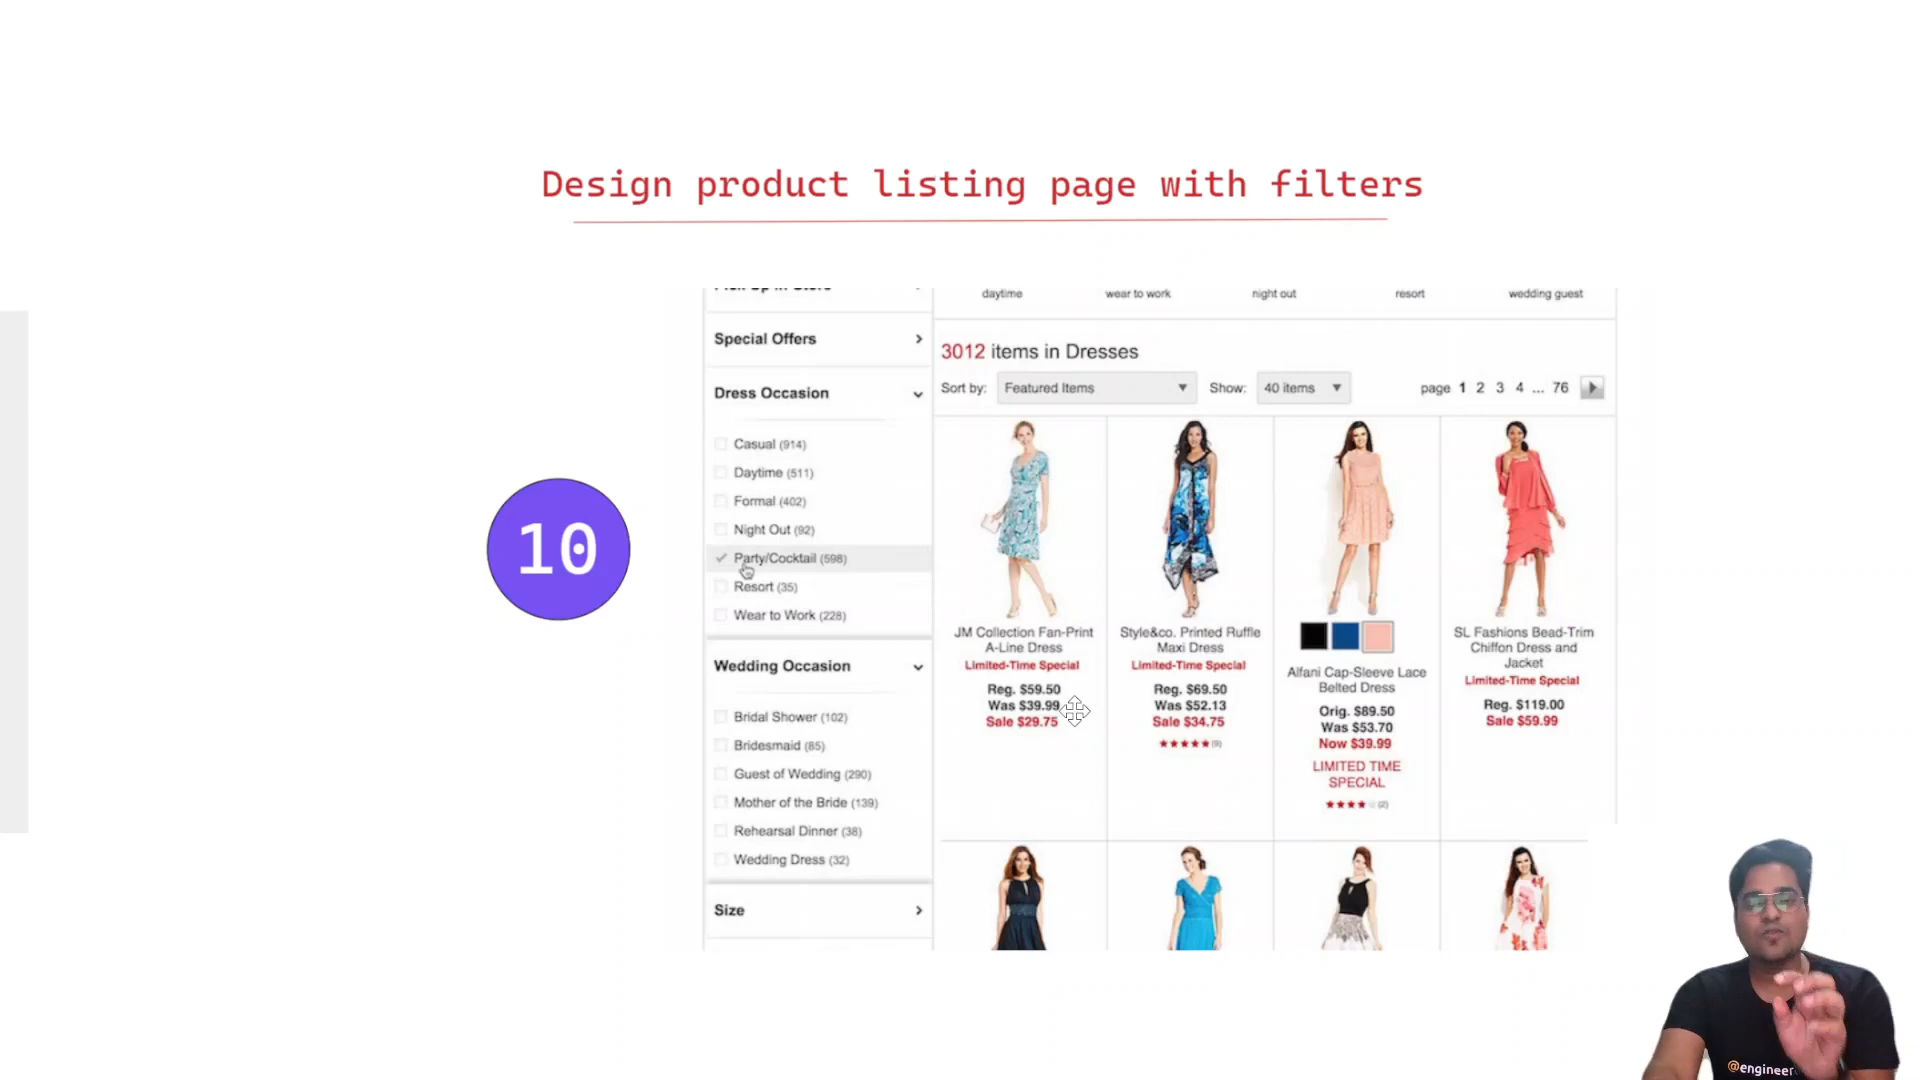 Design product listing page with filters
daytime
wear to work
night out
resort
wedding guest
Special Offers
3012 items in Dresses
Sort by: Featured Items Show: 40 items page 1 2 3 4 ... 76
Dress Occasion
Casual (914)
Daytime (511)
Formal (402)
Night Out (92)
Party/Cocktail (598)
Resort (35)
Wear to Work (228)
Wedding Occasion
Bridal Shower (102)
Bridesmaid (85)
Guest of Wedding (290)
Mother of the Bride (139)
Rehearsal Dinner (38)
Wedding Dress (32)
Size
10
JM Collection Fan-Print
A-Line Dress
Limited-Time Special
Reg. $59.50
Was $39.99
Sale $29.75
Style&co. Printed Ruffle
Maxi Dress
Limited-Time Special
Reg. $69.50
Was $52.13
Sale $34.75
(9)
Alfani Cap-Sleeve Lace
Belted Dress
Orig. $89.50
Was $53.70
Now $39.99
LIMITED TIME
SPECIAL
(2)
SL Fashions Bead-Trim
Chiffon Dress and
Jacket
Limited-Time Special
Reg. $119.00
Sale $59.99
@engineer